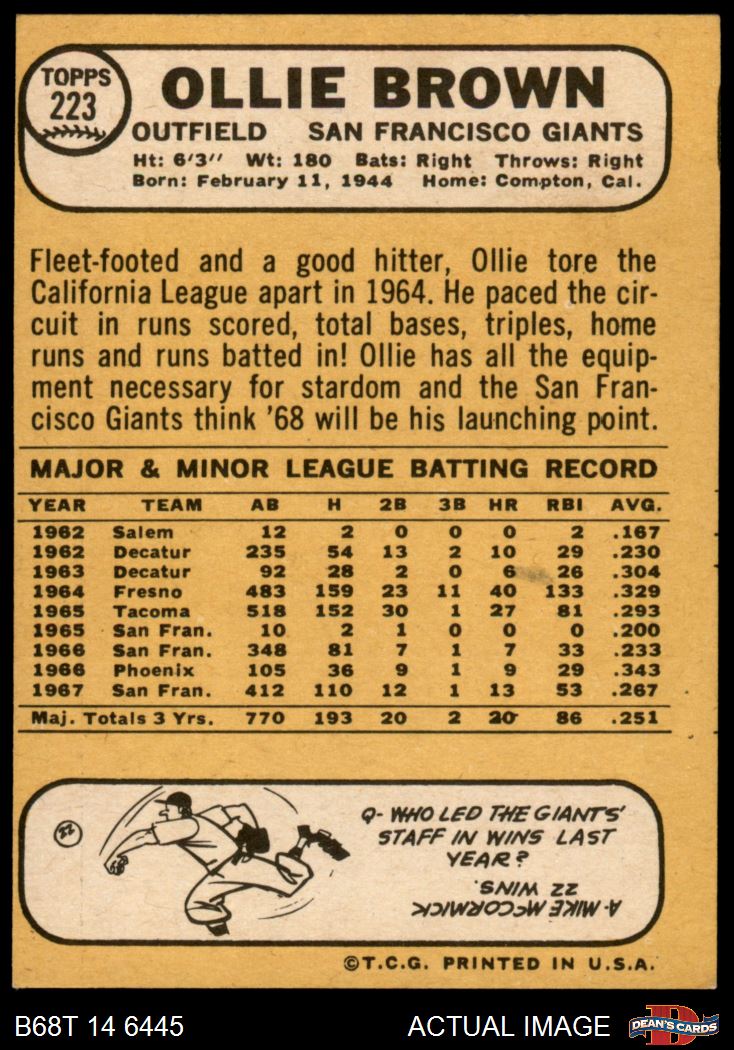 TOPPS
223
OLLIE BROWN
OUTFIELD SAN FRANCISCO GIANTS
Ht: 6'3'' Wt: 180 Bats: Right Throws: Right
Born: February 11, 1944 Home: Compton, Cal.
Fleet-footed and a good hitter, Ollie tore the
California League apart in 1964. He paced the cir-
cuit in runs scored, total bases, triples, home
runs and runs batted in! Ollie has all the equip-
ment necessary for stardom and the San Fran-
cisco Giants think '68 will be his launching point.
MAJOR & MINOR LEAGUE BATTING RECORD
YEAR TEAM AB H 2B 3B HR RBI AVG.
1962 Salem 12 2 0 0 0 2 .167
1962 Decatur 235 54 13 2 10 29 .230
1963 Decatur 92 28 2 0 6 26 .304
1964 Fresno 483 159 23 11 40 133 .329
1965 Tacoma 518 152 30 1 27 81 .293
1965 San Fran. 10 2 1 0 0 0 .200
1966 San Fran. 348 81 7 1 7 33 .233
1966 Phoenix 105 36 9 1 9 29 .343
1967 San Fran. 412 110 12 1 13 53 .267
Maj. Totals 3 Yrs. 770 193 20 2 20 86 .251
22
Q- WHO LED THE GIANTS'
STAFF IN WINS LAST
YEAR?
A- MIKE McCORMICK
22 WINS.
©T.C.G. PRINTED IN U.S.A.
B68T 14 6445 ACTUAL IMAGE DEAN'S CARDS